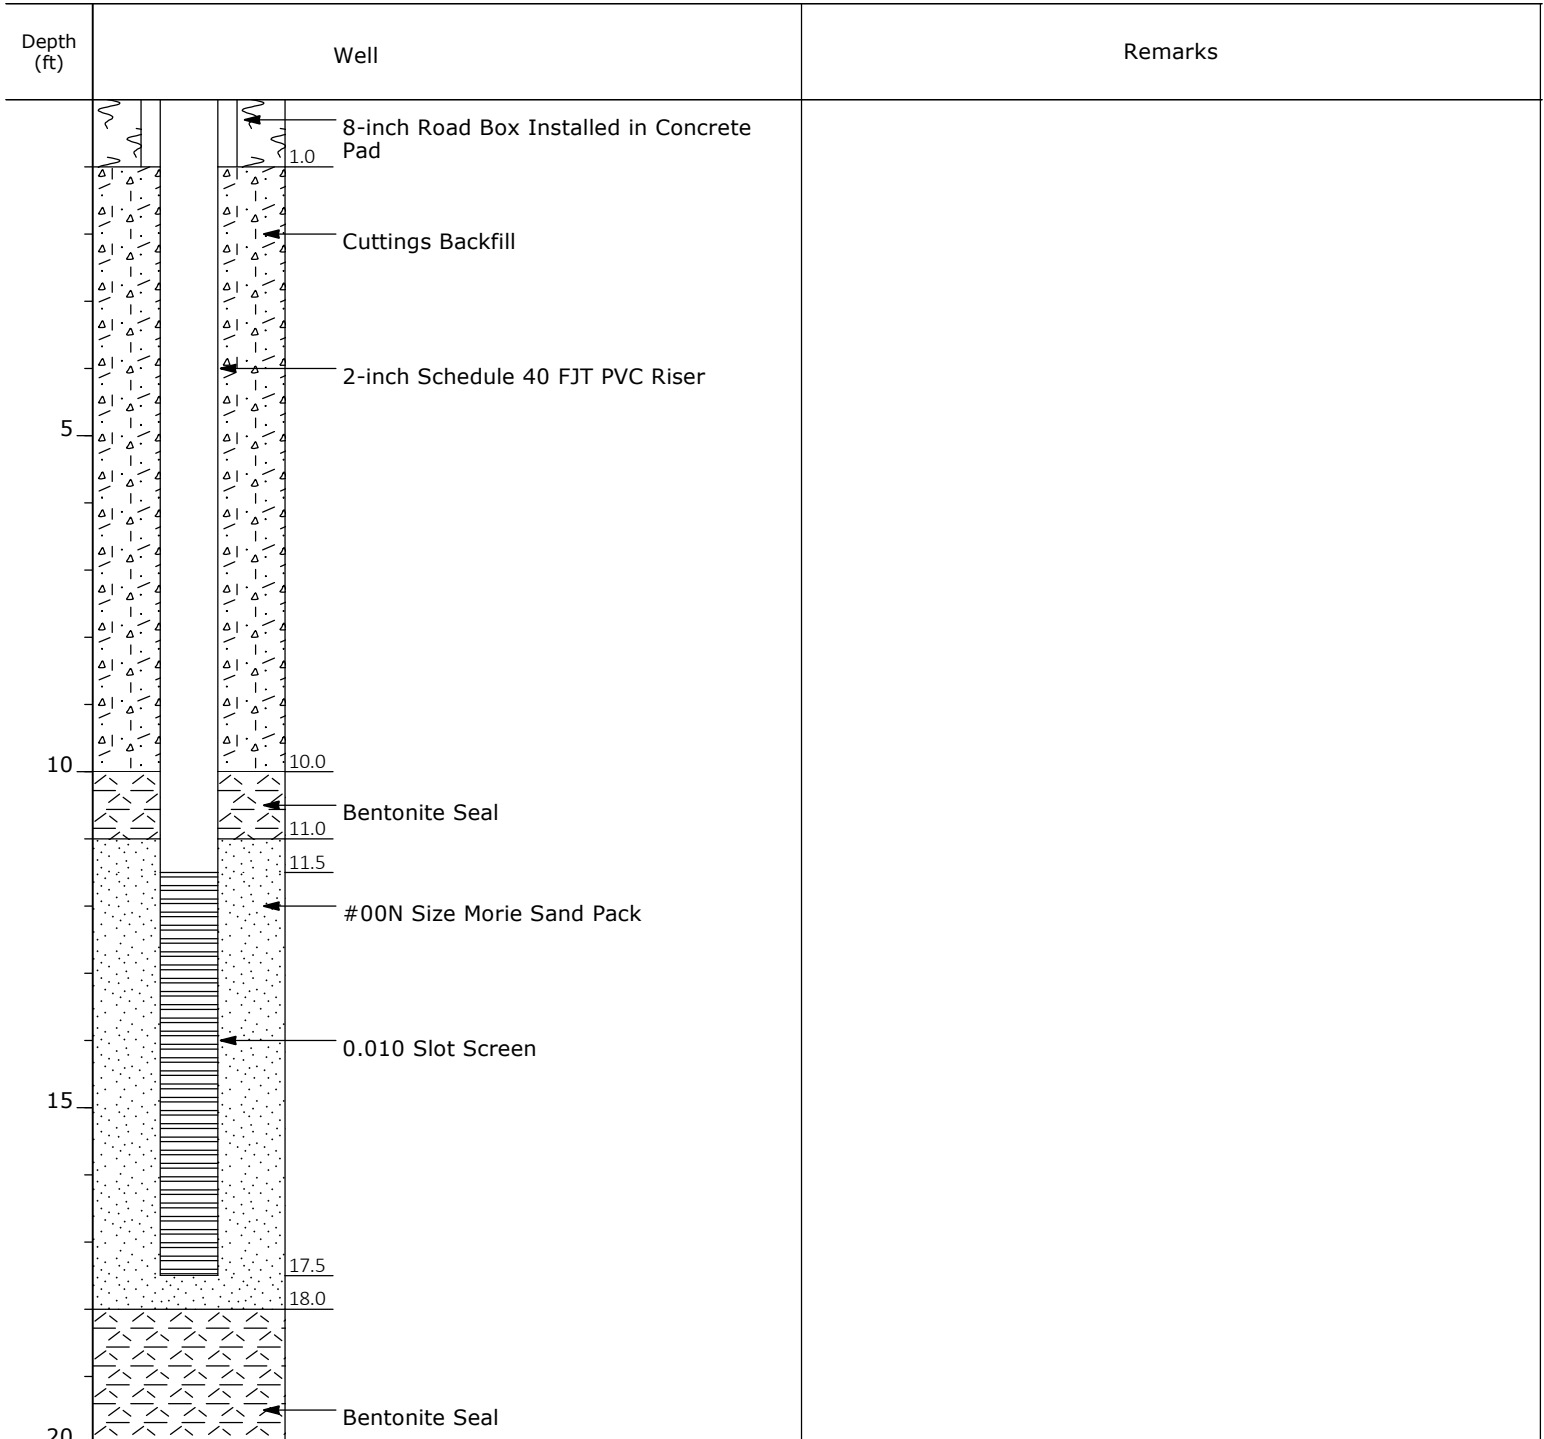 Depth
(ft)
Well
Remarks
8-inch Road Box Installed in Concrete
Pad
1.0
Cuttings Backfill
2-inch Schedule 40 FJT PVC Riser
5
10
10.0
Bentonite Seal
11.0
11.5
#00N Size Morie Sand Pack
0.010 Slot Screen
15
17.5
18.0
Bentonite Seal
20